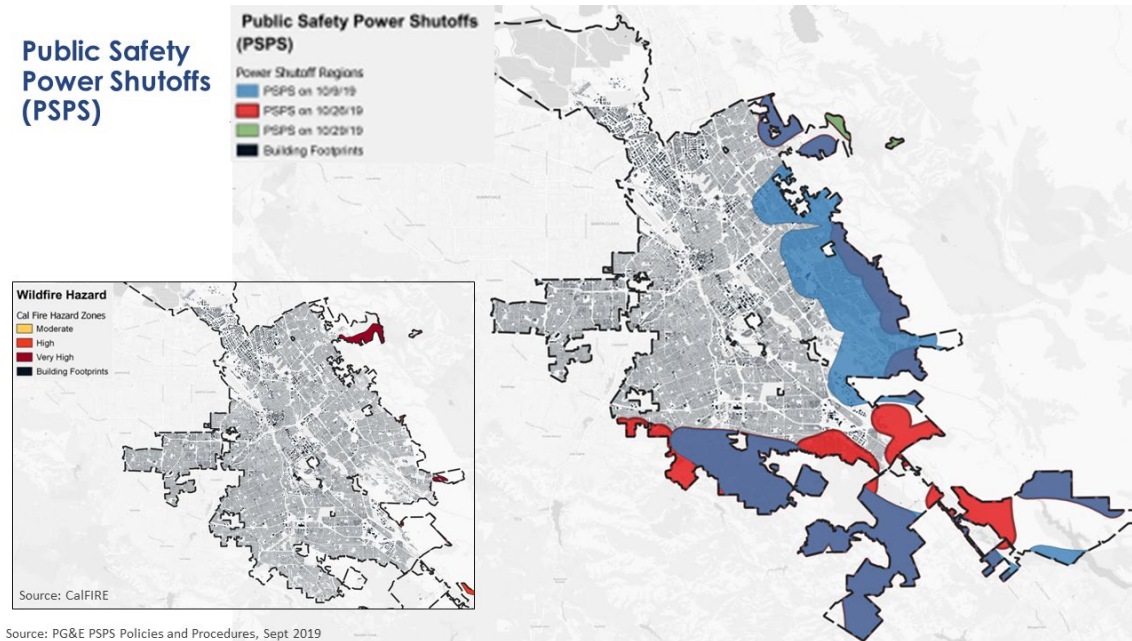 Public Safety
Power Shutoffs
(PSPS)
Public Safety Power Shutoffs
(PSPS)
Power Shutoff Regions
PSPS on 10/9/19
PSPS on 10/26/19
PSPS on 10/29/19
Building Footprints
Wildfire Hazard
Cal Fire Hazard Zones
Moderate
High
Very High
Building Footprints
Source: CalFIRE
Source: PG&E PSPS Policies and Procedures, Sept 2019